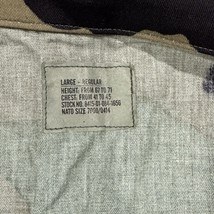 LARGE - REGULAR
HEIGHT: FROM 67 TO 71
CHEST: FROM 41 TO 45
STOCK NO. 8415-01-084-1656
NATO SIZE 7080/0414